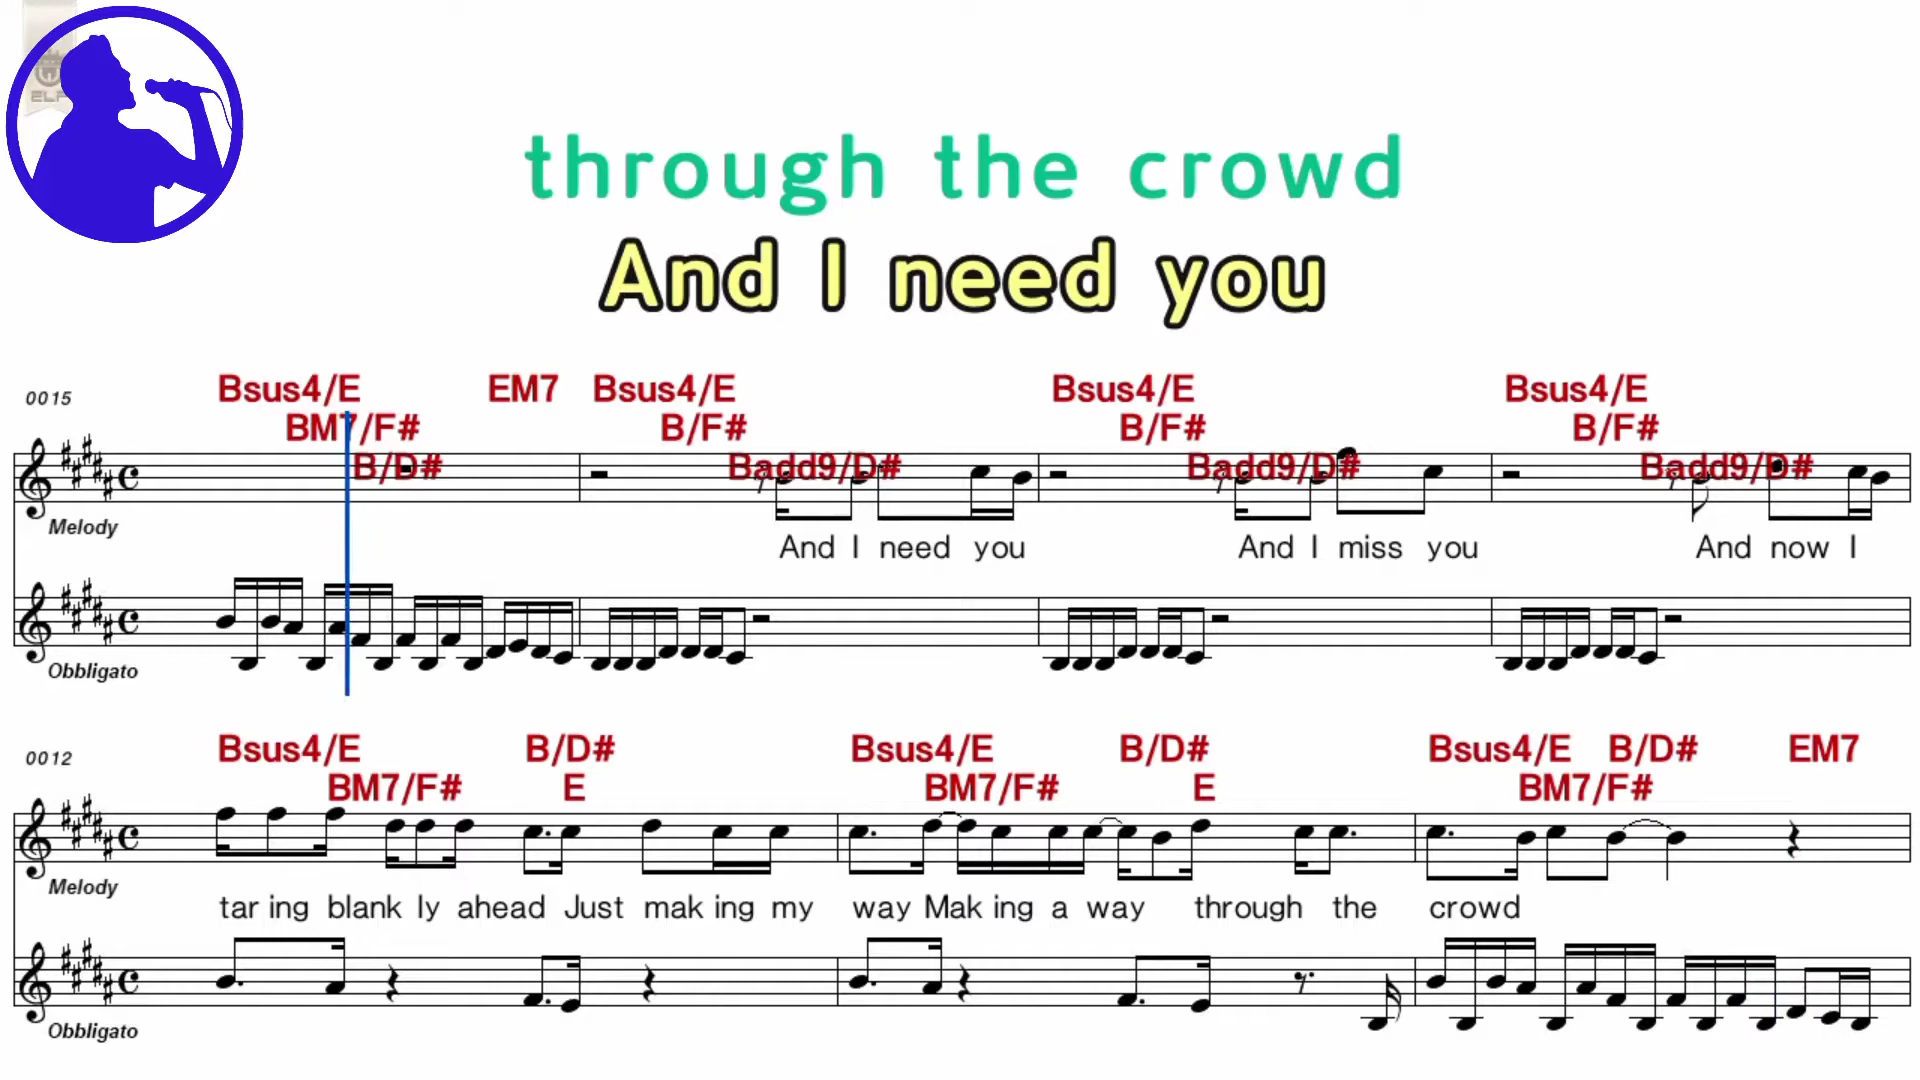 ELF
through the crowd
And I need you
0015
Bsus4/E EM7 Bsus4/E Bsus4/E Bsus4/E
BM7/F# B/F# B/F# B/F#
B/D# Badd9/D# Badd9/D# Badd9/D#
Melody
And I need you And I miss you And now I
Obbligato
0012
Bsus4/E B/D# Bsus4/E B/D# Bsus4/E B/D# EM7
BM7/F# E BM7/F# E BM7/F#
Melody
tar ing blank ly ahead Just mak ing my way Mak ing a way through the crowd
Obbligato